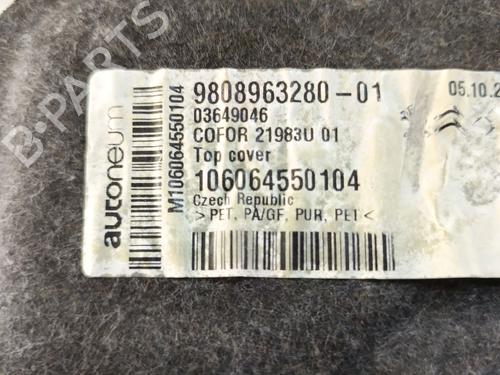 B-PARTS
autoneum
M106064550104
9808963280-01
03649046
COFOR 21983U 01
Top cover
106064550104
Czech Republic
> PET, PA/GF, PUR, PET <
05.10.2